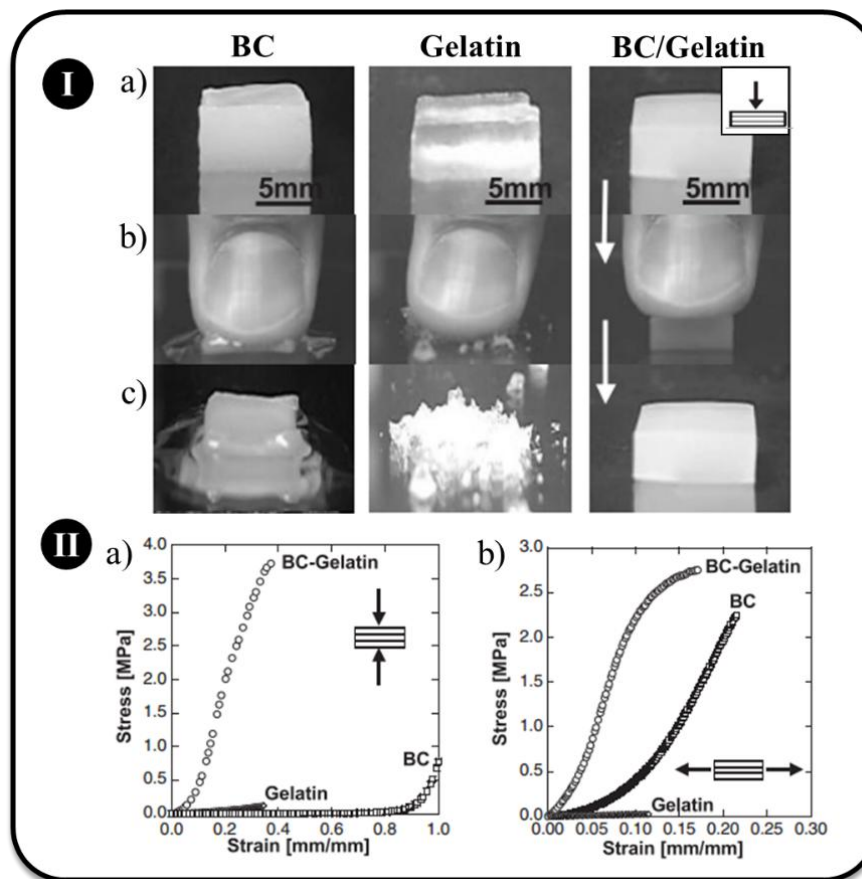 BC Gelatin BC/Gelatin
I
a)
5mm 5mm 5mm
b)
c)
II
a)
4.0
3.5
3.0
2.5
2.0
1.5
1.0
0.5
0.0
Stress [MPa]
BC-Gelatin
Gelatin
BC
0.0 0.2 0.4 0.6 0.8 1.0
Strain [mm/mm]
b)
3.0
2.5
2.0
1.5
1.0
0.5
0.0
Stress [MPa]
BC-Gelatin
BC
Gelatin
0.00 0.05 0.10 0.15 0.20 0.25 0.30
Strain [mm/mm]